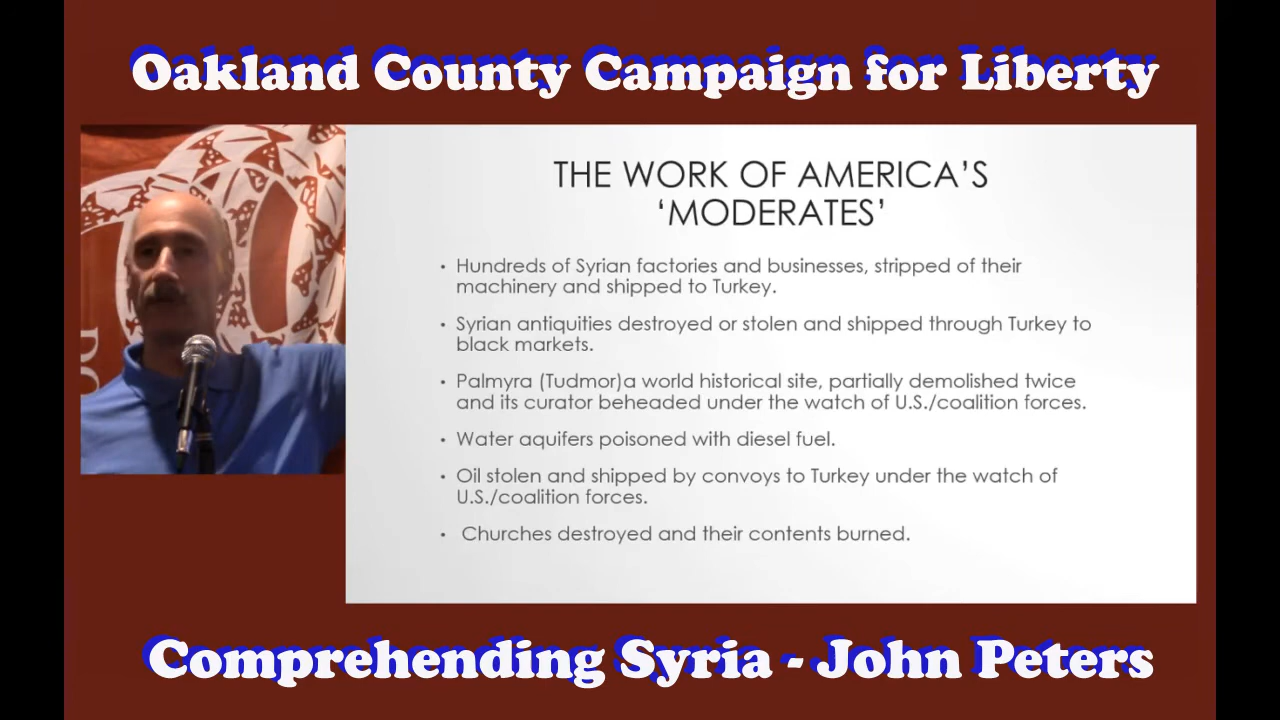 Oakland County Campaign for Liberty
THE WORK OF AMERICA’S
‘MODERATES’
• Hundreds of Syrian factories and businesses, stripped of their
machinery and shipped to Turkey.
• Syrian antiquities destroyed or stolen and shipped through Turkey to
black markets.
• Palmyra (Tudmor)a world historical site, partially demolished twice
and its curator beheaded under the watch of U.S./coalition forces.
• Water aquifers poisoned with diesel fuel.
• Oil stolen and shipped by convoys to Turkey under the watch of
U.S./coalition forces.
• Churches destroyed and their contents burned.
Comprehending Syria - John Peters